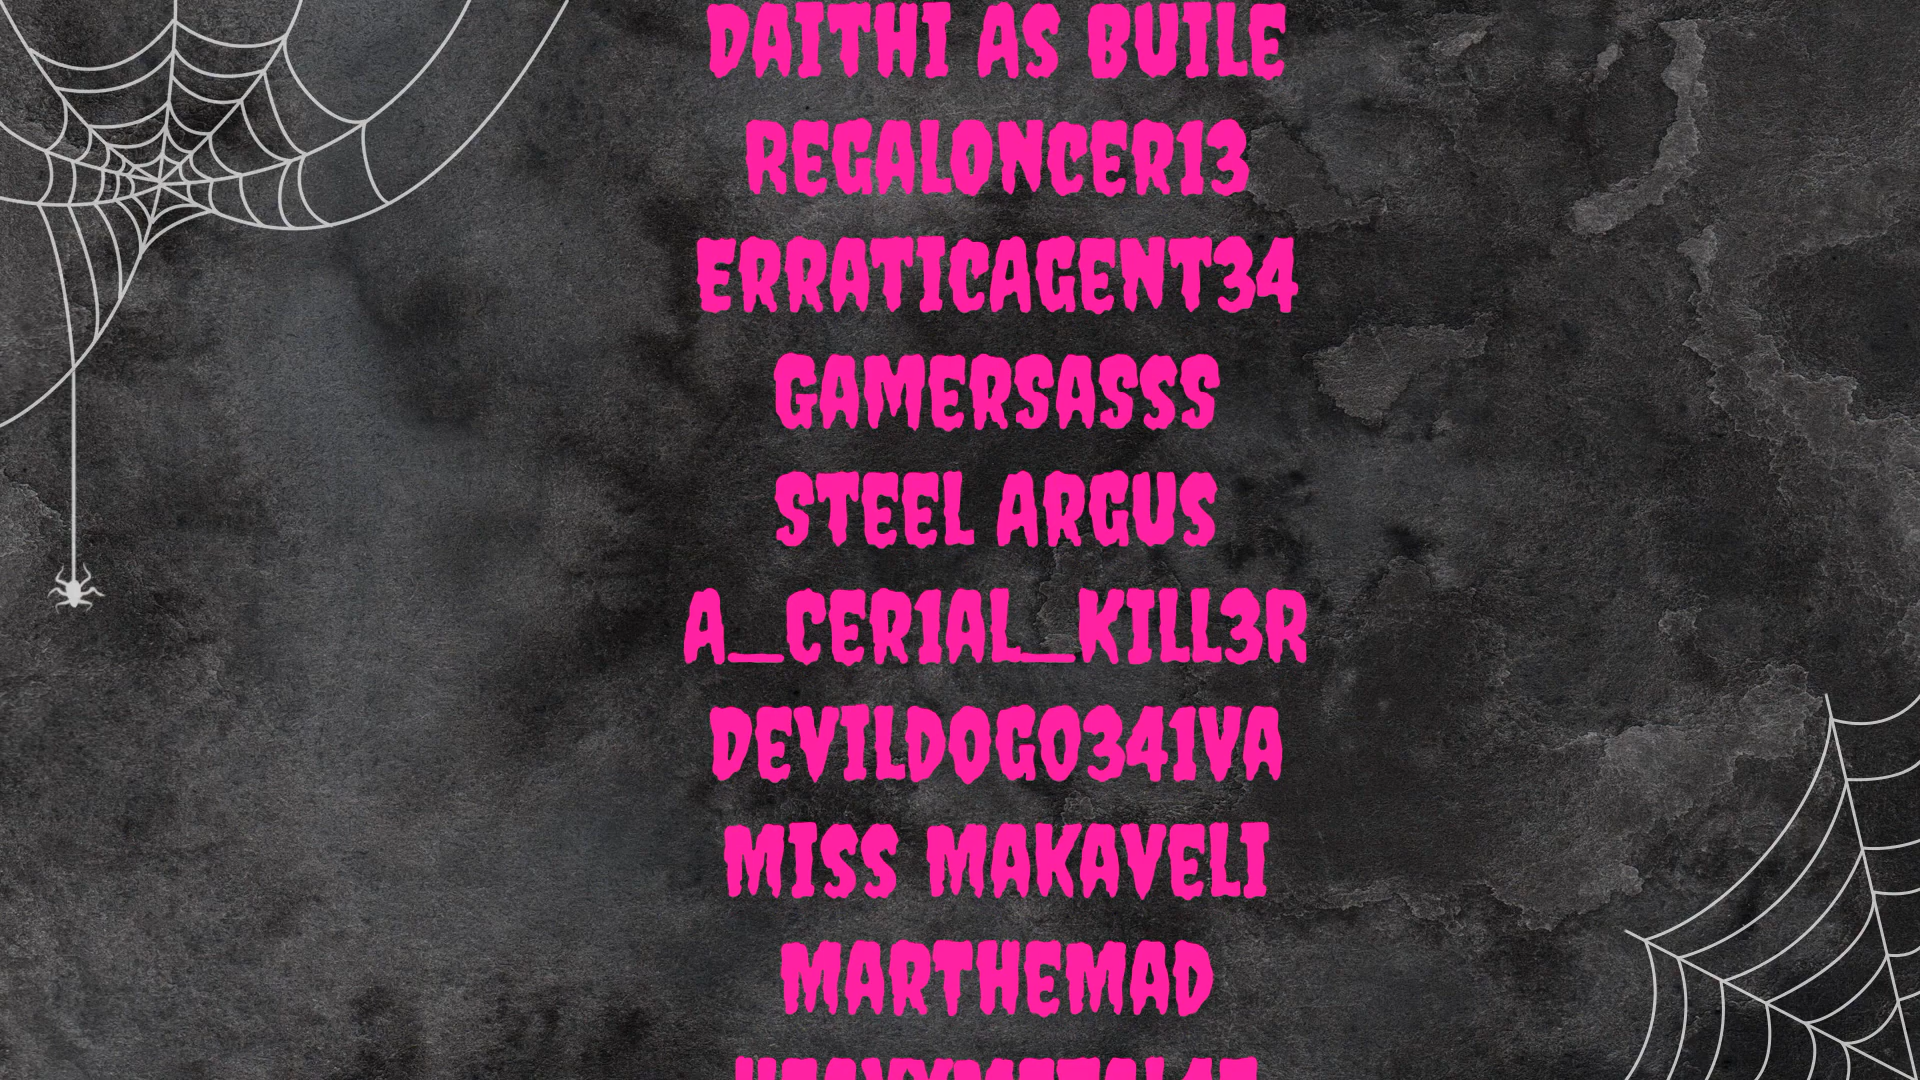 DAITHI AS BUILE
REGALONCER13
ERRATICAGENT34
GAMERSASSS
STEEL ARGUS
A_CER1AL_KILL3R
DEVILDOG0341VA
MISS MAKAVELI
MARTHEMAD